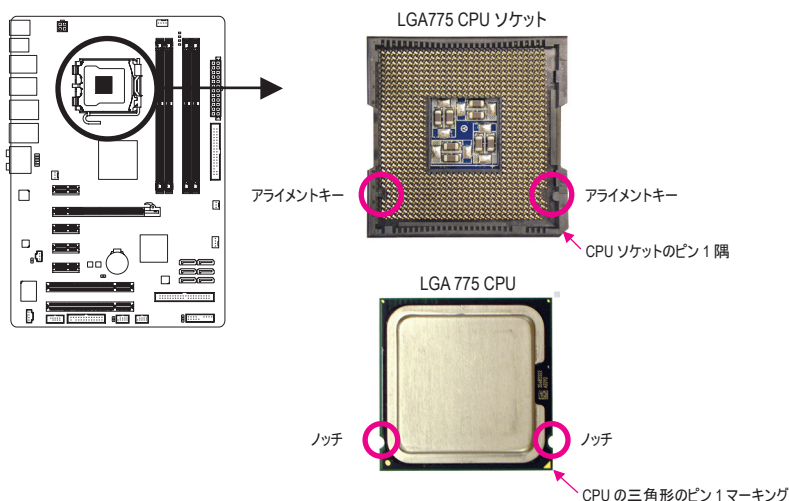 LGA775 CPU ソケット
アライメントキー
アライメントキー
CPU ソケットのピン 1 隅
LGA 775 CPU
ノッチ
ノッチ
CPU の三角形のピン 1 マーキング